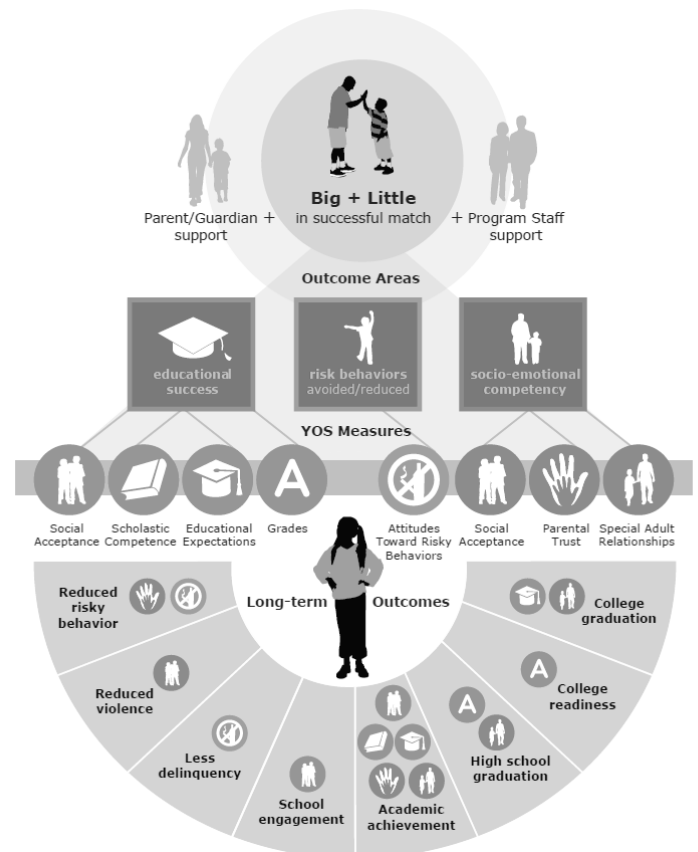 Big + Little
in successful match
Parent/Guardian +
support
+ Program Staff
support
Outcome Areas
educational
success
risk behaviors
avoided/reduced
socio-emotional
competency
YOS Measures
A
Social
Acceptance
Scholastic
Competence
Educational
Expectations
Grades
Attitudes
Toward Risky
Behaviors
Social
Acceptance
Parental
Trust
Special Adult
Relationships
Long-term Outcomes
Reduced
risky
behavior
Reduced
violence
Less
delinquency
School
engagement
Academic
achievement
A
High school
graduation
A
College
readiness
College
graduation